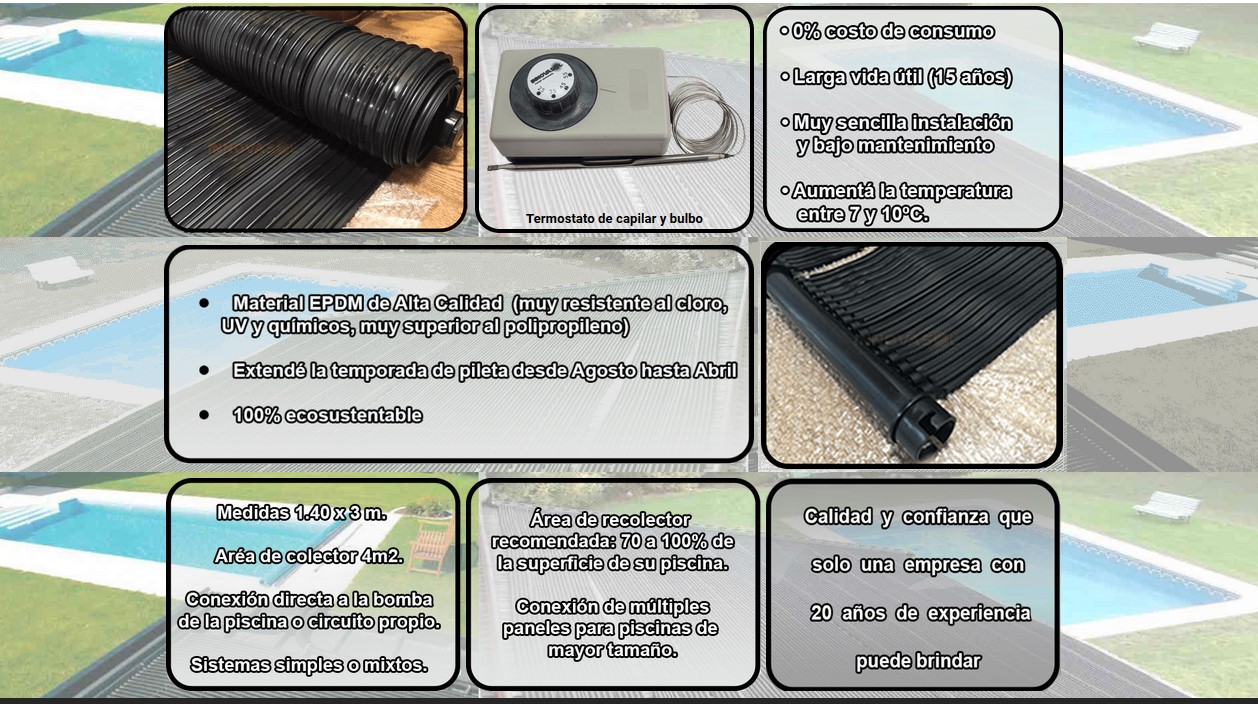 • 0% costo de consumo
• Larga vida útil (15 años)
• Muy sencilla instalación
y bajo mantenimiento
• Aumentá la temperatura
entre 7 y 10ºC.
Termostato de capilar y bulbo
• Material EPDM de Alta Calidad (muy resistente al cloro,
UV y químicos, muy superior al polipropileno)
• Extendé la temporada de pileta desde Agosto hasta Abril
• 100% ecosustentable
Medidas 1.40 x 3 m.
Aréa de colector 4m2.
Conexión directa a la bomba
de la piscina o circuito propio.
Sistemas simples o mixtos.
Área de recolector
recomendada: 70 a 100% de
la superficie de su piscina.
Conexión de múltiples
paneles para piscinas de
mayor tamaño.
Calidad y confianza que
solo una empresa con
20 años de experiencia
puede brindar